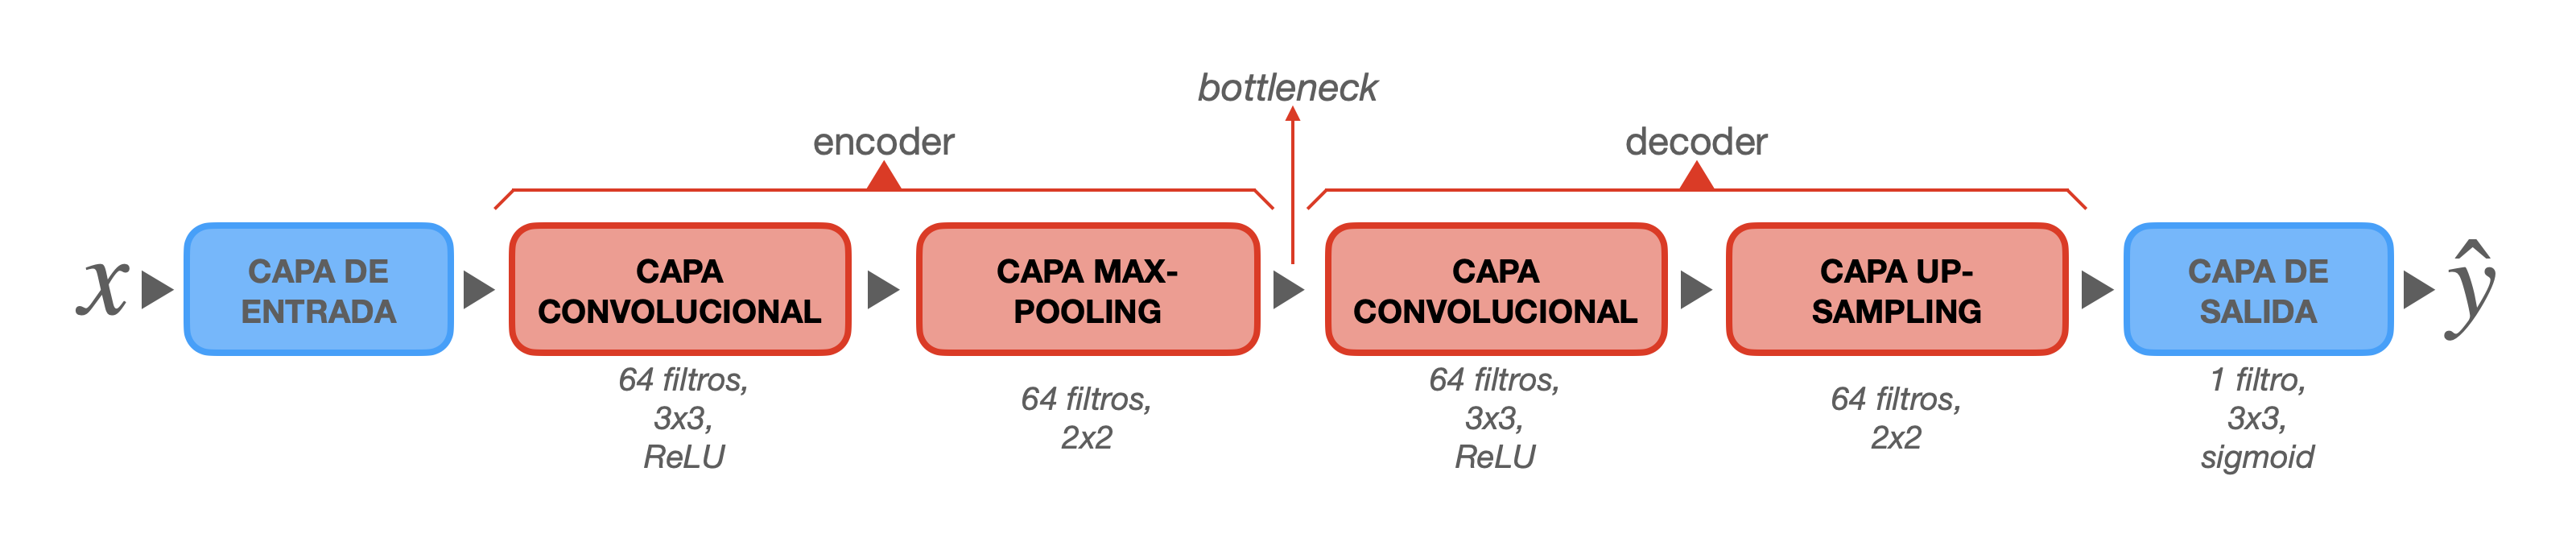 bottleneck
encoder
decoder
x
CAPA DE
ENTRADA
CAPA
CONVOLUCIONAL
64 filtros,
3x3,
ReLU
CAPA MAX-
POOLING
64 filtros,
2x2
CAPA
CONVOLUCIONAL
64 filtros,
3x3,
ReLU
CAPA UP-
SAMPLING
64 filtros,
2x2
CAPA DE
SALIDA
1 filtro,
3x3,
sigmoid
ŷ